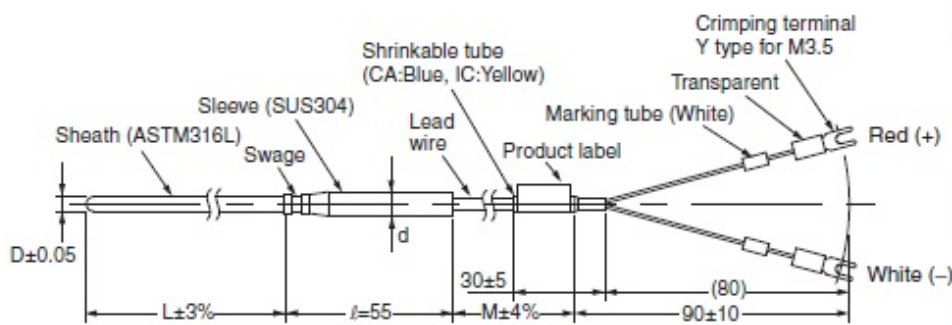 Crimping terminal
Y type for M3.5
Shrinkable tube
(CA:Blue, IC:Yellow)
Transparent
Sleeve (SUS304)
Marking tube (White)
Sheath (ASTM316L)
Lead
wire
Red (+)
Swage
Product label
D±0.05
d
30±5
(80)
White (–)
L±3%
ℓ=55
M±4%
90±10